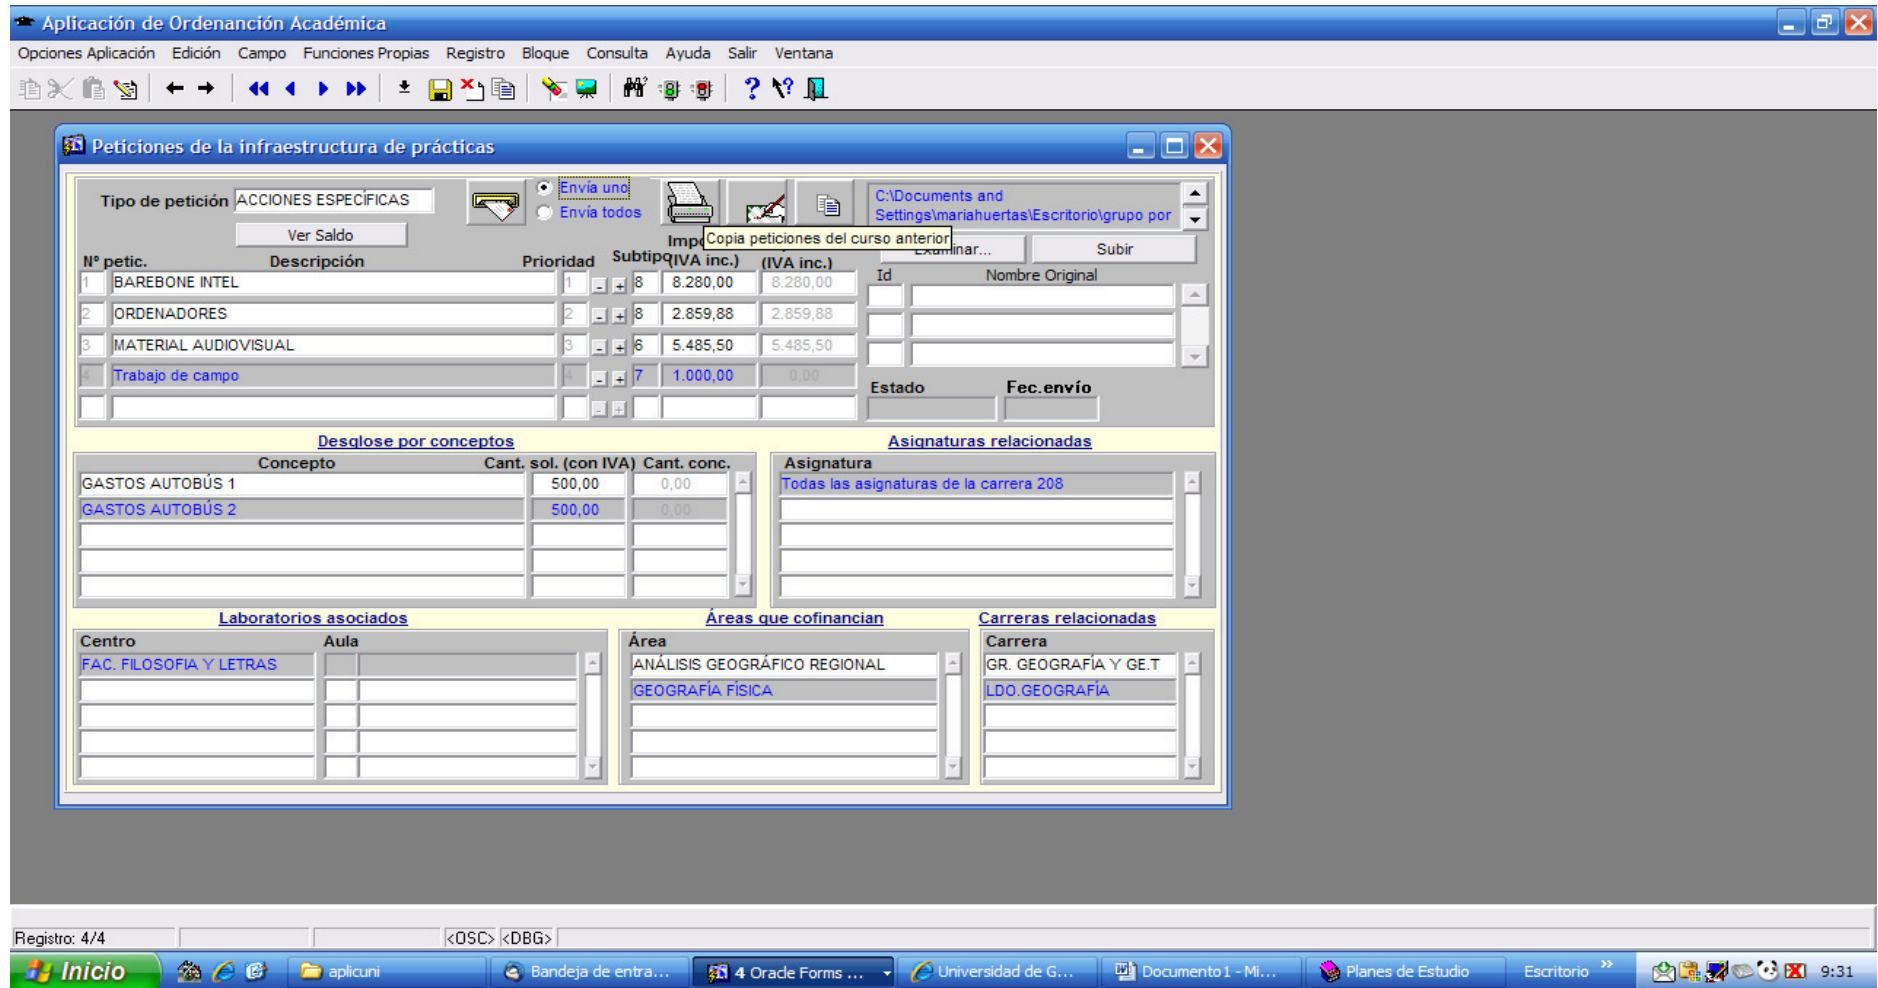 Aplicación de Ordenanción Académica
Opciones Aplicación Edición Campo Funciones Propias Registro Bloque Consulta Ayuda Salir Ventana
Peticiones de la infraestructura de prácticas
Tipo de petición ACCIONES ESPECÍFICAS
Envía uno
Envía todos
C:\Documents and
Settings\mariahuertas\Escritorio\grupo por
Ver Saldo
Copia peticiones del curso anterior
Examinar... Subir
Nº petic. Descripción Prioridad Subtipo (IVA inc.) (IVA inc.)
Id Nombre Original
1 BAREBONE INTEL 1 - + 8 8.280,00 8.280,00
2 ORDENADORES 2 - + 8 2.859,88 2.859,88
3 MATERIAL AUDIOVISUAL 3 - + 6 5.485,50 5.485,50
4 Trabajo de campo 4 - + 7 1.000,00 0,00
- +
Estado Fec.envío
Desglose por conceptos
Concepto Cant. sol. (con IVA) Cant. conc.
GASTOS AUTOBÚS 1 500,00 0,00
GASTOS AUTOBÚS 2 500,00 0,00
Asignaturas relacionadas
Asignatura
Todas las asignaturas de la carrera 208
Laboratorios asociados
Centro Aula
FAC. FILOSOFIA Y LETRAS
Áreas que cofinancian
Área
ANÁLISIS GEOGRÁFICO REGIONAL
GEOGRAFÍA FÍSICA
Carreras relacionadas
Carrera
GR. GEOGRAFÍA Y GE.T
LDO.GEOGRAFÍA
Registro: 4/4 <OSC> <DBG>
Inicio aplicuni Bandeja de entra... 4 Oracle Forms ... Universidad de G... Documento1 - Mi... Planes de Estudio Escritorio » 9:31